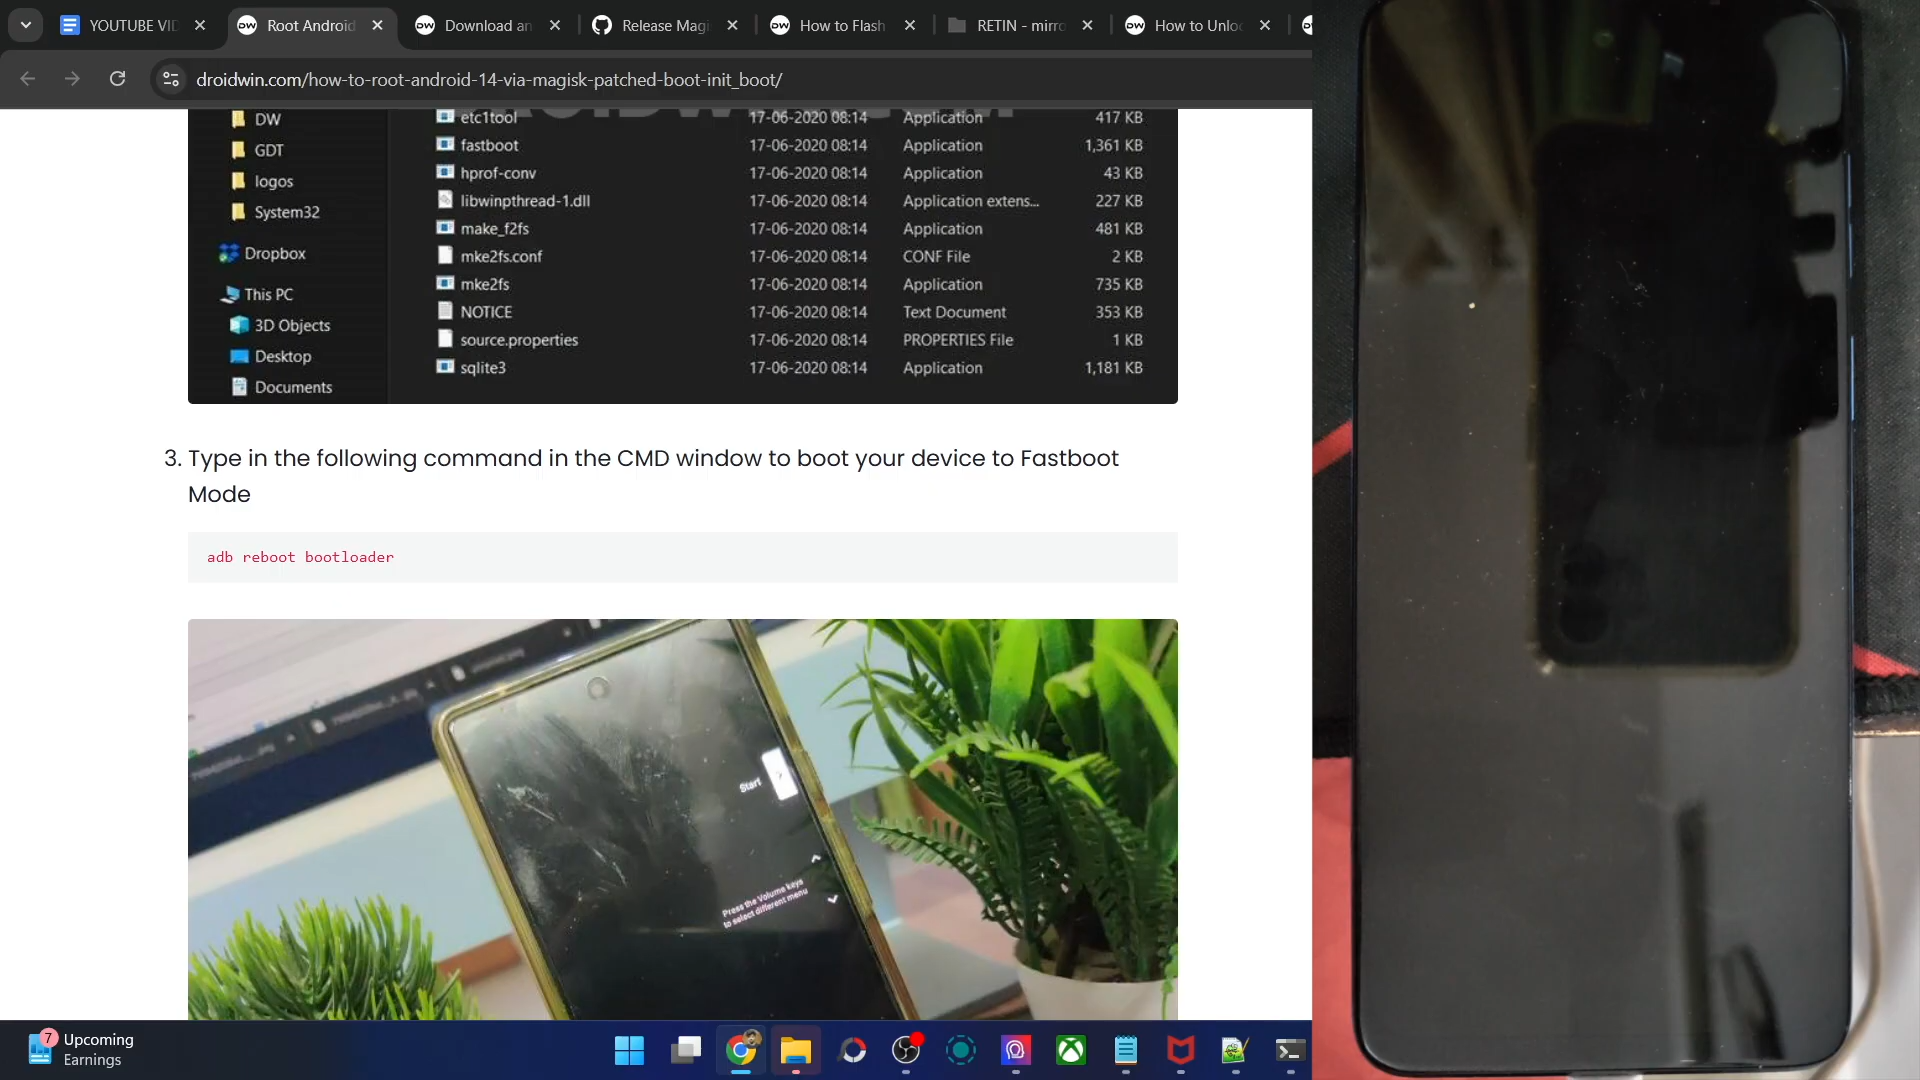 YOUTUBE VI
Root Android
Download an
Release Mag
How to Flash
RETIN - mirro
How to Unlo
droidwin.com/how-to-root-android-14-via-magisk-patched-boot-init_boot/
DW
GDT
logos
System32
Dropbox
This PC
3D Objects
Desktop
Documents
etc1tool 17-06-2020 08:14 Application 417 KB
fastboot 17-06-2020 08:14 Application 1,361 KB
hprof-conv 17-06-2020 08:14 Application 43 KB
libwinpthread-1.dll 17-06-2020 08:14 Application extens... 227 KB
make_f2fs 17-06-2020 08:14 Application 481 KB
mke2fs.conf 17-06-2020 08:14 CONF File 2 KB
mke2fs 17-06-2020 08:14 Application 735 KB
NOTICE 17-06-2020 08:14 Text Document 353 KB
source.properties 17-06-2020 08:14 PROPERTIES File 1 KB
sqlite3 17-06-2020 08:14 Application 1,181 KB
3. Type in the following command in the CMD window to boot your device to Fastboot
Mode
adb reboot bootloader
Start
Press the Volume keys
to select different menu
7
Upcoming
Earnings